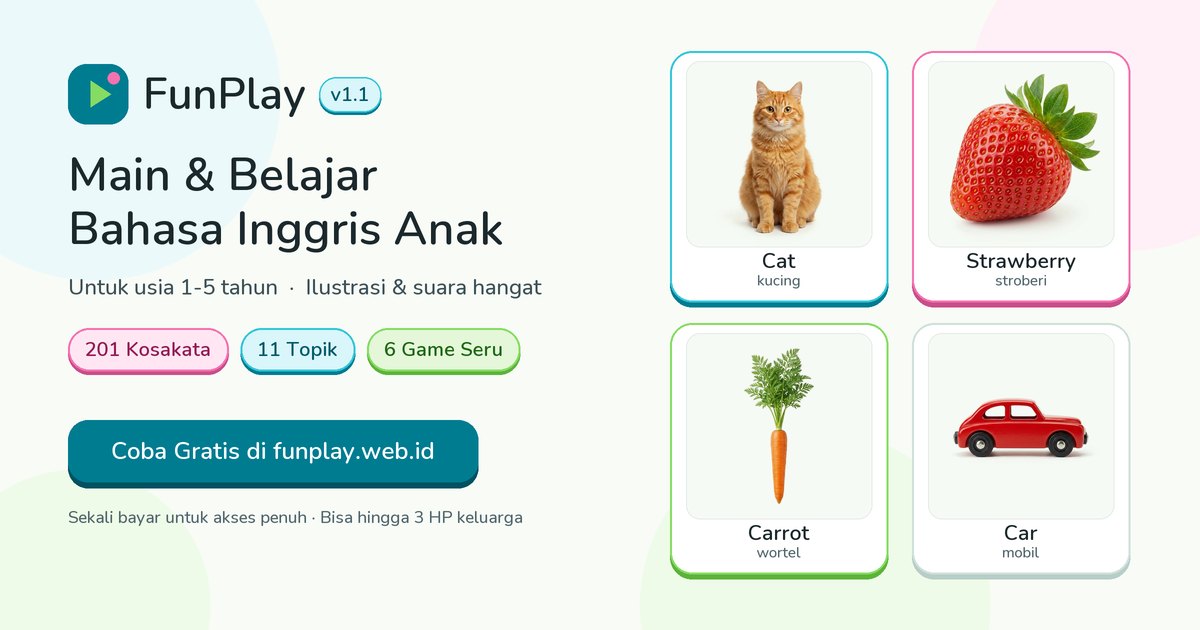 FunPlay v1.1
Main & Belajar
Bahasa Inggris Anak
Untuk usia 1-5 tahun · Ilustrasi & suara hangat
201 Kosakata
11 Topik
6 Game Seru
Coba Gratis di funplay.web.id
Sekali bayar untuk akses penuh · Bisa hingga 3 HP keluarga
Cat
kucing
Strawberry
stroberi
Carrot
wortel
Car
mobil